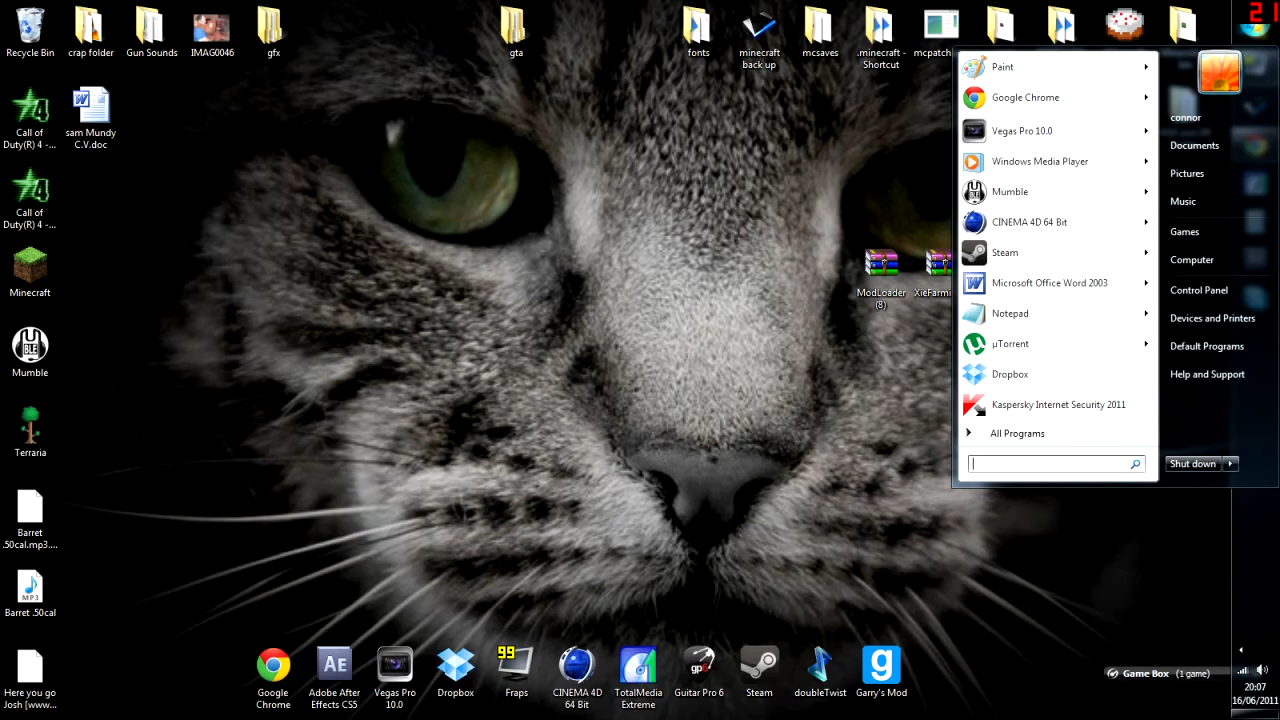 21
Recycle Bin
crap folder
Gun Sounds
IMAG0046
gfx
gta
fonts
minecraft
back up
mcsaves
.minecraft -
Shortcut
mcpatch
sam Mundy
C.V.doc
Call of
Duty(R) 4 -...
Call of
Duty(R) 4 -...
Minecraft
Mumble
Terraria
Barret
.50cal.mp3....
MP3
Barret .50cal
Here you go
Josh [www...
ModLoader
(8)
XieFarmi
Paint
Google Chrome
Vegas Pro 10.0
Windows Media Player
Mumble
CINEMA 4D 64 Bit
Steam
Microsoft Office Word 2003
Notepad
µTorrent
Dropbox
Kaspersky Internet Security 2011
All Programs
connor
Documents
Pictures
Music
Games
Computer
Control Panel
Devices and Printers
Default Programs
Help and Support
Shut down
Google
Chrome
AE
Adobe After
Effects CS5
Vegas Pro
10.0
Dropbox
99
Fraps
CINEMA 4D
64 Bit
TotalMedia
Extreme
gp6
Guitar Pro 6
Steam
doubleTwist
g
Garry's Mod
Game Box (1 game)
20:07
16/06/2011